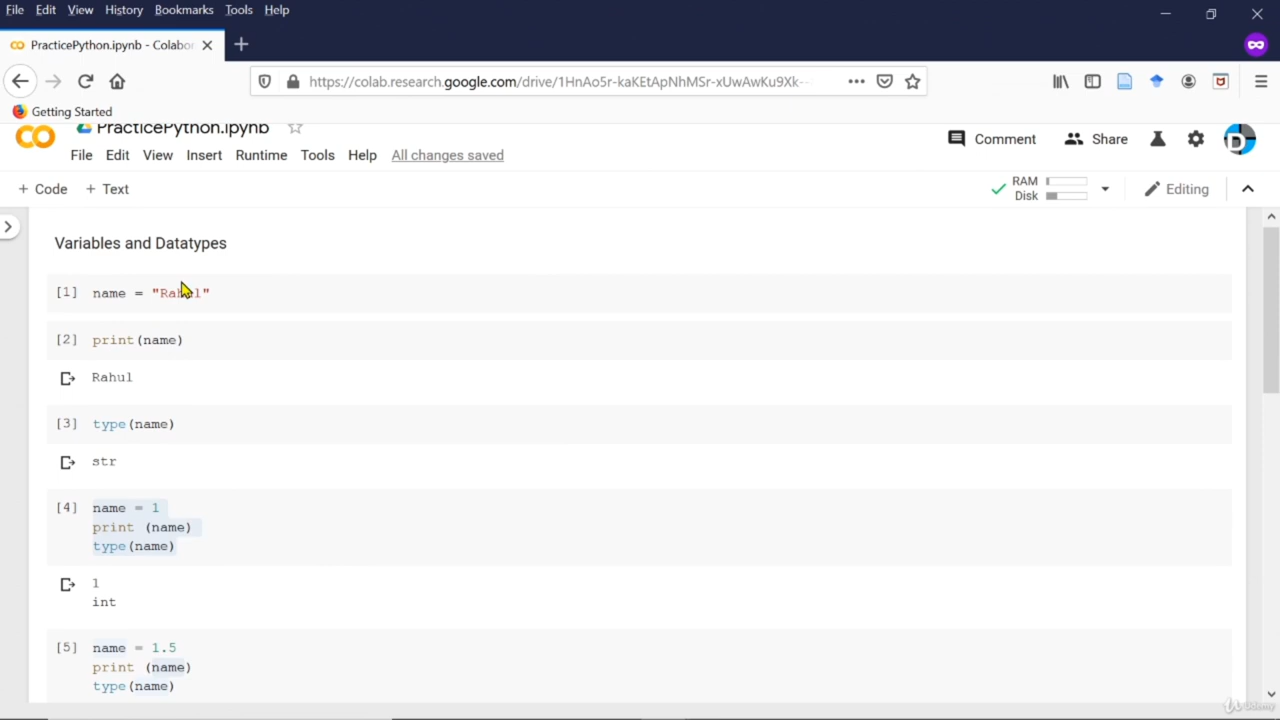 File Edit View History Bookmarks Tools Help
PracticePython.ipynb - Colabor
https://colab.research.google.com/drive/1HnAo5r-kaKEtApNhMSr-xUwAwKu9Xk-
Getting Started
PracticePython.ipynb
File Edit View Insert Runtime Tools Help All changes saved
Comment Share
+ Code + Text
RAM
Disk
Editing
Variables and Datatypes
[1] name = "Rahul"
[2] print(name)
Rahul
[3] type(name)
str
[4] name = 1
print (name)
type(name)
1
int
[5] name = 1.5
print (name)
type(name)
Udemy